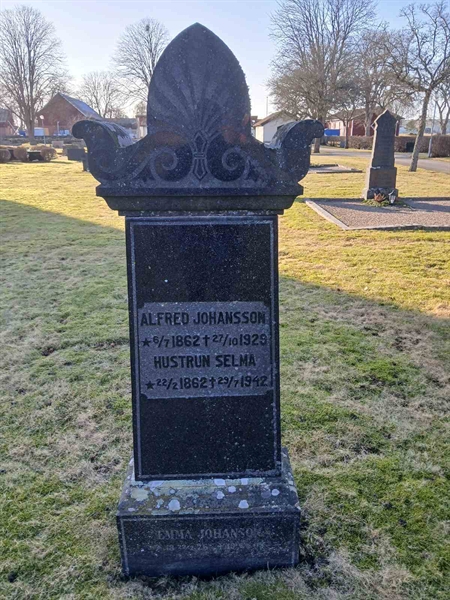 ALFRED JOHANSSON
★ 6/7 1862 † 27/10 1929
HUSTRUN SELMA
★ 22/2 1862 † 29/7 1942
EMMA JOHANSSON